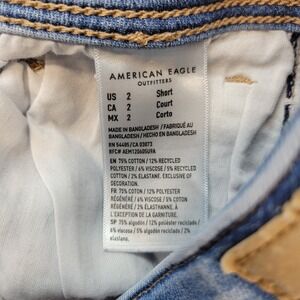 AMERICAN EAGLE
OUTFITTERS
US 2 Short
CA 2 Court
MX 2 Corto
MADE IN BANGLADESH / FABRIQUÉ AU
BANGLADESH / HECHO EN BANGLADESH
RN 54485/CA 03873
RFC# AEM120605U9A
EN 75% COTTON / 12% RECYCLED
POLYESTER / 6% VISCOSE / 5% RECYCLED
COTTON / 2% ELASTANE. EXCLUSIVE OF
DECORATION.
FR 75% COTON / 12% POLYESTER
RÉGÉNÉRÉ / 6% VISCOSE / 5% COTON
RÉGÉNÉRÉ / 2% ÉLASTHANNE. À
L'EXCEPTION DE LA GARNITURE.
SP 75% algodón / 12% poliéster reciclado /
6% viscosa / 5% algodón reciclado / 2%
elastano.